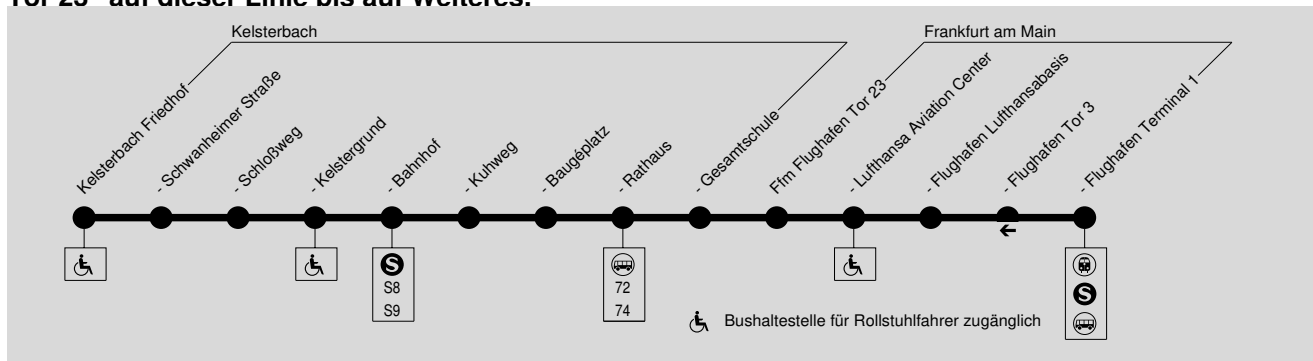 Tor 23" auf dieser Linie bis auf Weiteres.
Kelsterbach
Frankfurt am Main
Kelsterbach Friedhof
- Schwanheimer Straße
- Schloßweg
- Kelstergrund
- Bahnhof
- Kuhweg
- Baugéplatz
- Rathaus
- Gesamtschule
Ffm Flughafen Tor 23
- Lufthansa Aviation Center
- Flughafen Lufthansabasis
- Flughafen Tor 3
- Flughafen Terminal 1
S
S8
S9
72
74
S
Bushaltestelle für Rollstuhlfahrer zugänglich